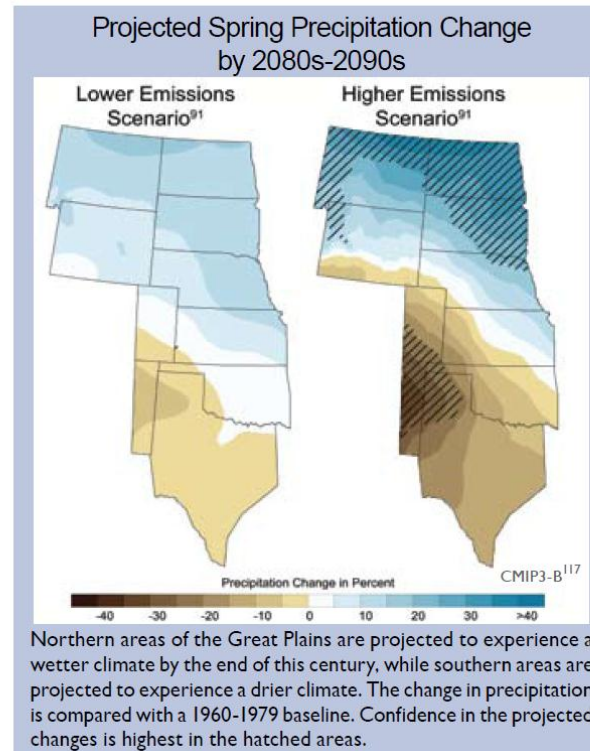 Projected Spring Precipitation Change
by 2080s-2090s
Lower Emissions
Scenario91
Higher Emissions
Scenario91
CMIP3-B117
Precipitation Change in Percent
-40 -30 -20 -10 0 10 20 30 >40
Northern areas of the Great Plains are projected to experience a
wetter climate by the end of this century, while southern areas are
projected to experience a drier climate. The change in precipitation
is compared with a 1960-1979 baseline. Confidence in the projected
changes is highest in the hatched areas.